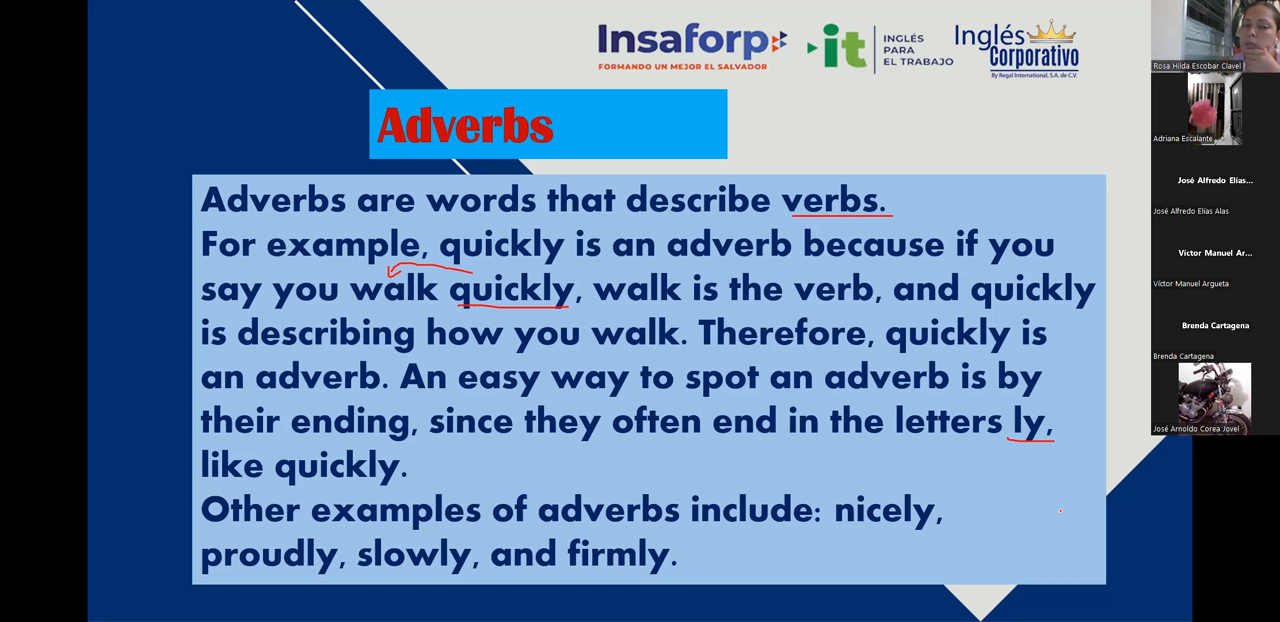 Insaforp
FORMANDO UN MEJOR EL SALVADOR
it
INGLÉS
PARA
EL TRABAJO
Inglés
Corporativo
By Regal International, S.A. de C.V.
Adverbs
Adverbs are words that describe verbs.
For example, quickly is an adverb because if you
say you walk quickly, walk is the verb, and quickly
is describing how you walk. Therefore, quickly is
an adverb. An easy way to spot an adverb is by
their ending, since they often end in the letters ly,
like quickly.
Other examples of adverbs include: nicely,
proudly, slowly, and firmly.
Rosa Hilda Escobar Clavel
Adriana Escalante
José Alfredo Elías...
José Alfredo Elías Alas
Víctor Manuel Ar...
Víctor Manuel Argueta
Brenda Cartagena
Brenda Cartagena
José Arnoldo Corea Jovel